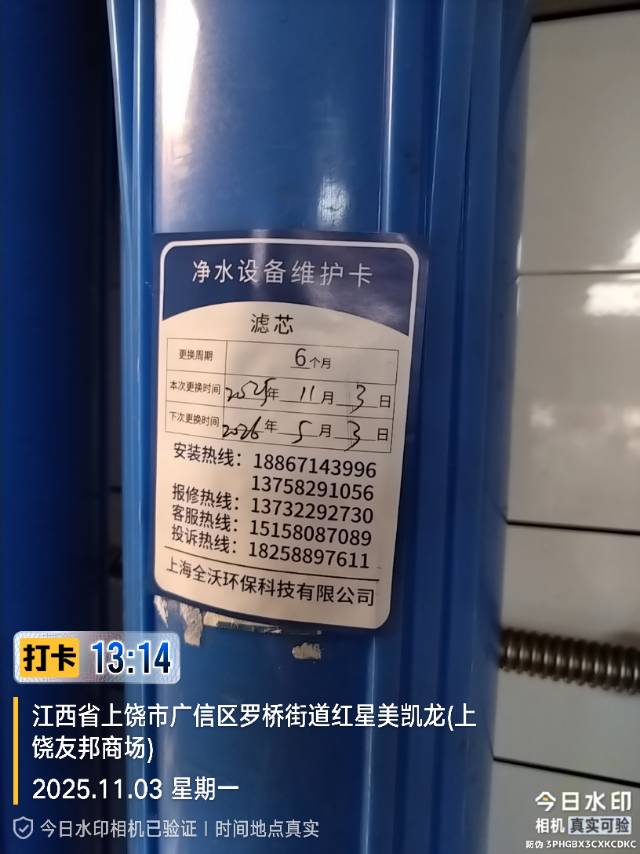 净水设备维护卡
滤芯
更换周期 6个月
本次更换时间 2025年 11月 3日
下次更换时间 2026年 5月 3日
安装热线：18867143996
13758291056
报修热线：13732292730
客服热线：15158087089
投诉热线：18258897611
上海全沃环保科技有限公司
打卡 13:14
江西省上饶市广信区罗桥街道红星美凯龙(上
饶友邦商场)
2025.11.03 星期一
今日水印相机已验证 | 时间地点真实
今日水印
相机 真实可验
防伪 3PHGBX3CXKCDKC